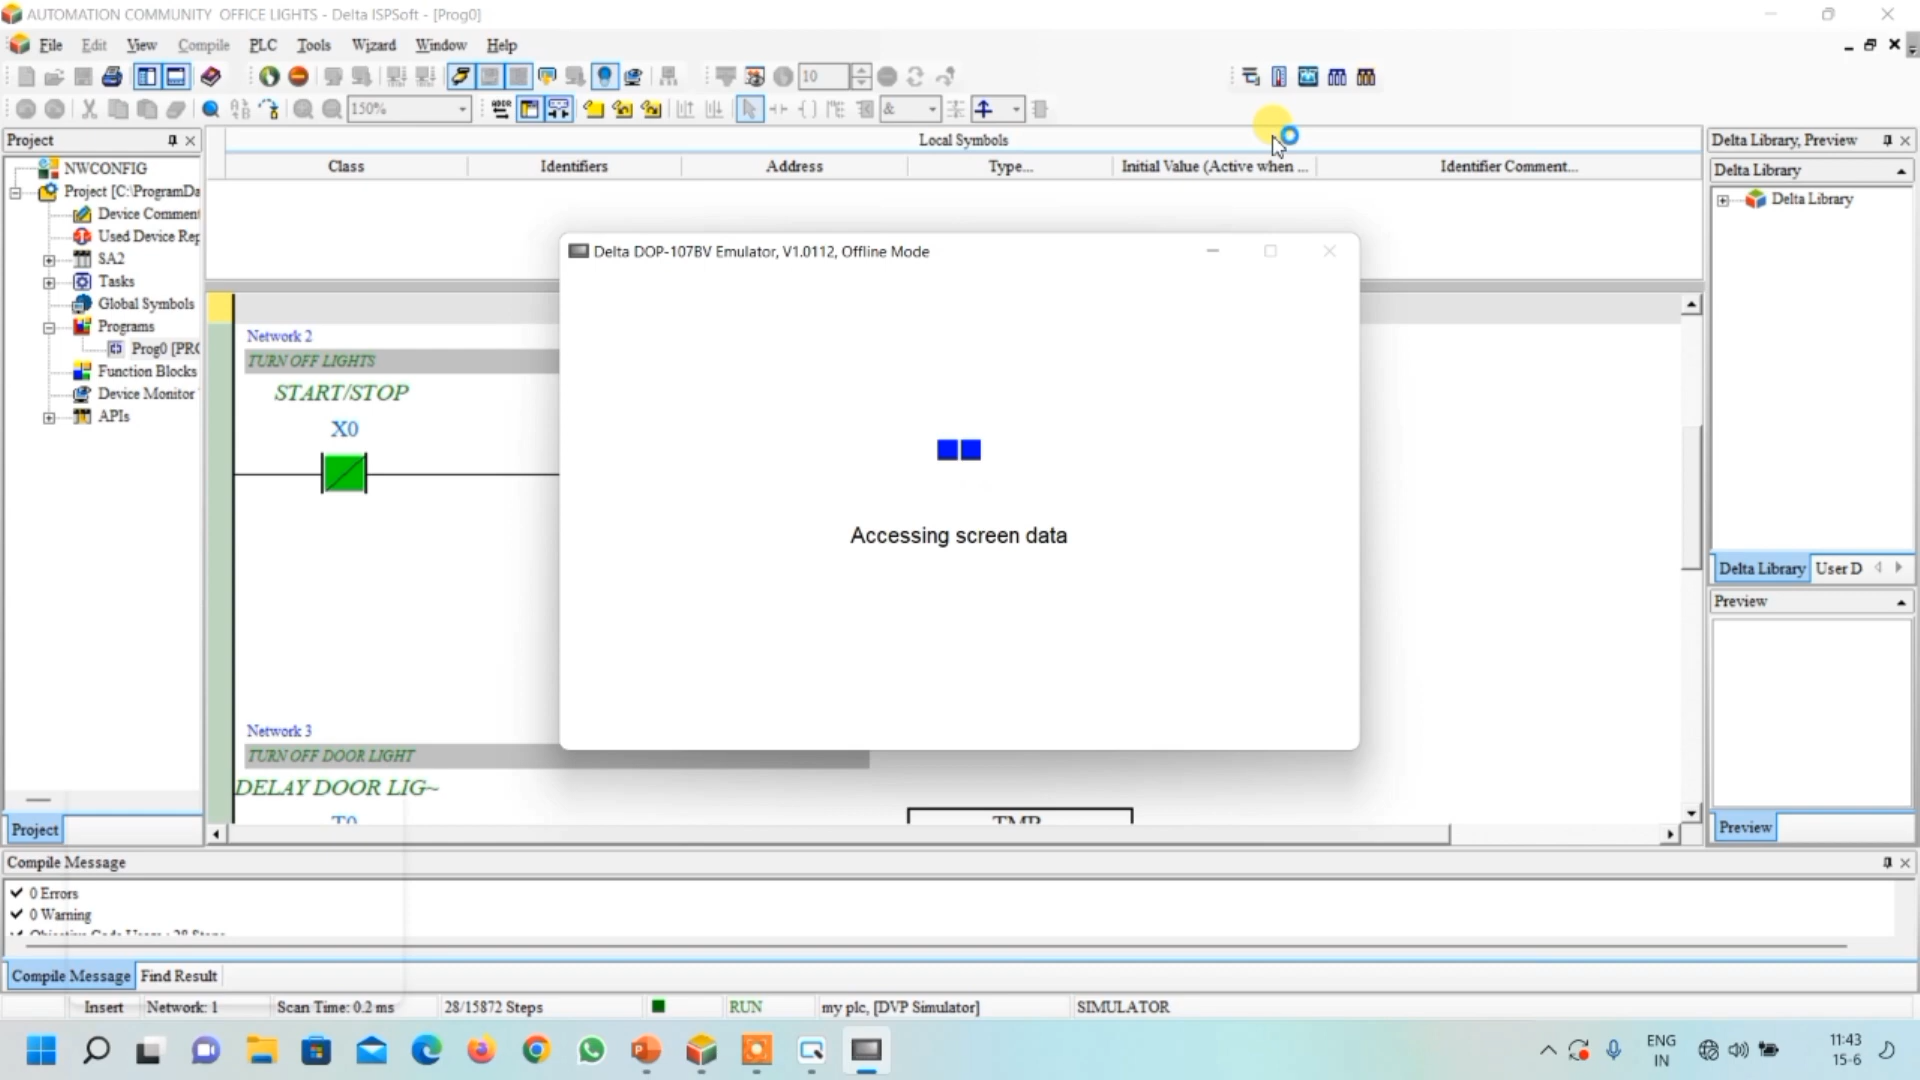 AUTOMATION COMMUNITY OFFICE LIGHTS - Delta ISPSoft - [Prog0]
File Edit View Compile PLC Tools Wizard Window Help
10
150%
&
Project
NWCONFIG
Project [C:\ProgramDa
Device Comment
Used Device Rep
SA2
Tasks
Global Symbols
Programs
Prog0 [PRO
Function Blocks
Device Monitor
APIs
Project
Local Symbols
Class Identifiers Address Type... Initial Value (Active when ... Identifier Comment...
Network 2
TURN OFF LIGHTS
START/STOP
X0
Network 3
TURN OFF DOOR LIGHT
DELAY DOOR LIG~
T0
TMR
Delta DOP-107BV Emulator, V1.0112, Offline Mode
Accessing screen data
Delta Library, Preview
Delta Library
Delta Library
Delta Library User D
Preview
Preview
Compile Message
0 Errors
0 Warning
Compile Message Find Result
Insert Network: 1 Scan Time: 0.2 ms 28/15872 Steps RUN my plc, [DVP Simulator] SIMULATOR
ENG
IN
11:43
15-6